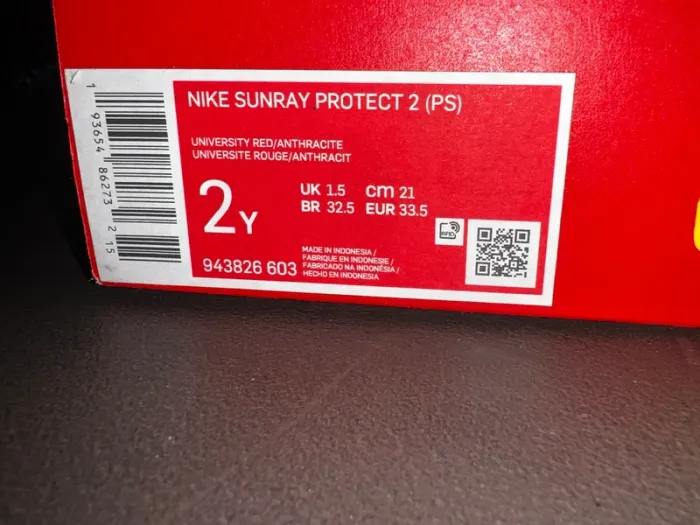 NIKE SUNRAY PROTECT 2 (PS)
UNIVERSITY RED/ANTHRACITE
UNIVERSITE ROUGE/ANTHRACIT
2Y
UK 1.5 cm 21
BR 32.5 EUR 33.5
943826 603
MADE IN INDONESIA /
FABRIQUE EN INDONESIE /
FABRICADO NA INDONÉSIA /
HECHO EN INDONESIA
RFID
1 93654 86273 2 15